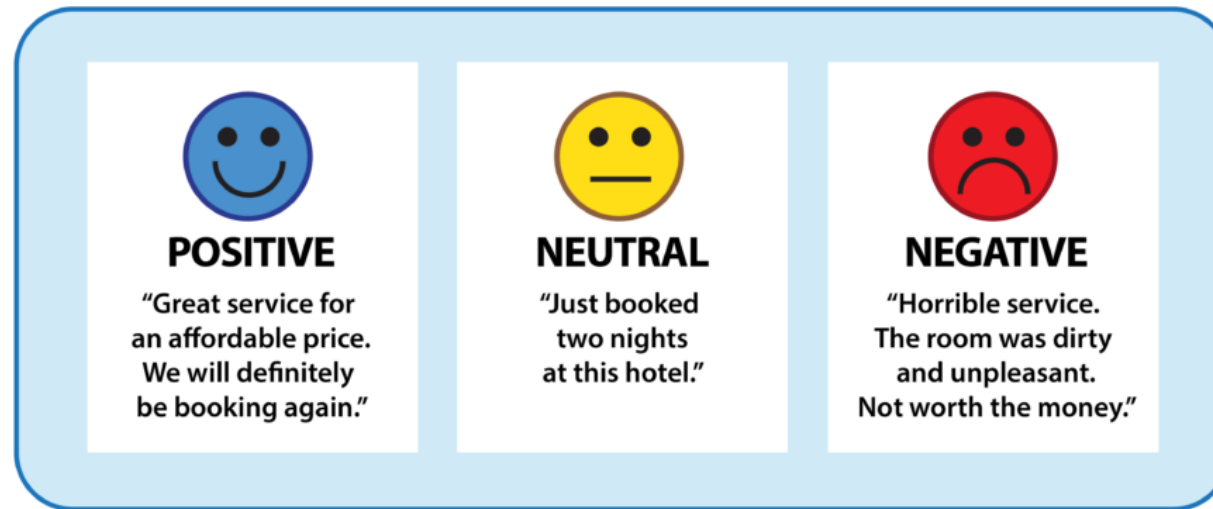 POSITIVE
“Great service for
an affordable price.
We will definitely
be booking again.”
NEUTRAL
“Just booked
two nights
at this hotel.”
NEGATIVE
“Horrible service.
The room was dirty
and unpleasant.
Not worth the money.”